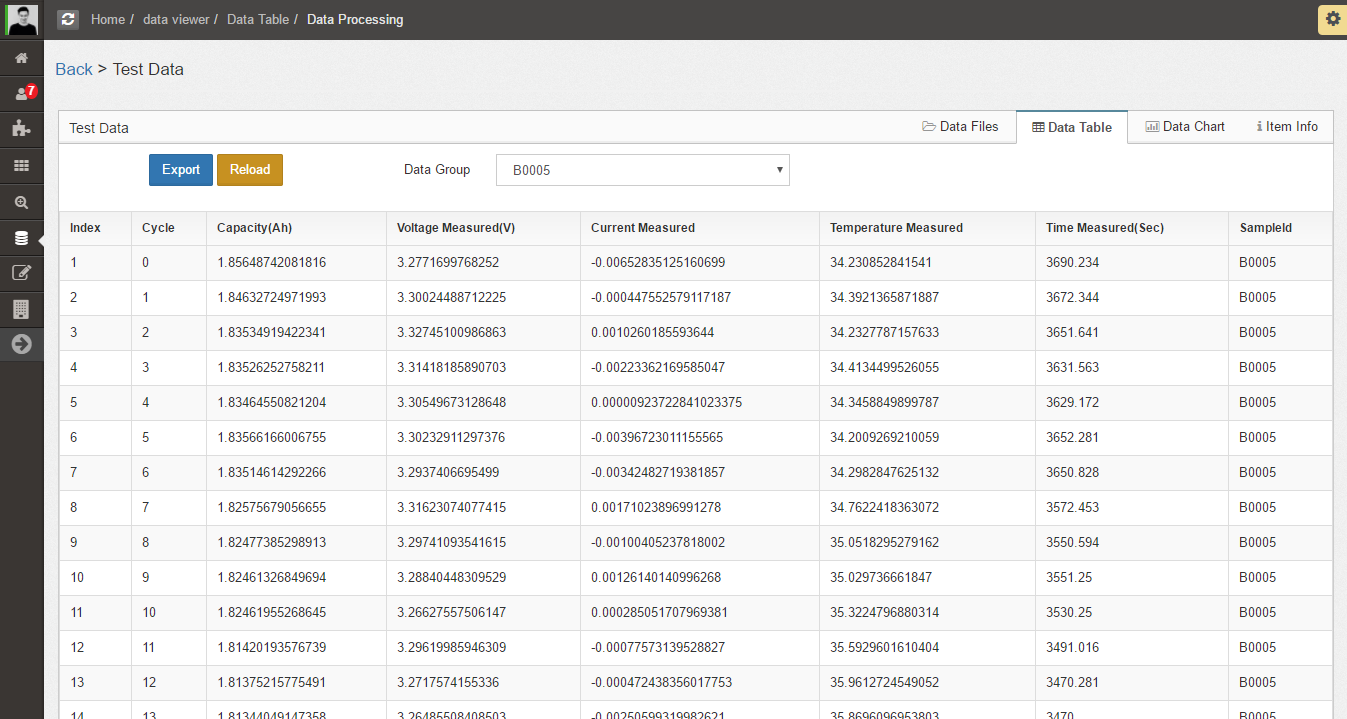 Home / data viewer / Data Table / Data Processing
7
Back > Test Data
Test Data Data Files Data Table Data Chart Item Info
Export Reload Data Group B0005
Index Cycle Capacity(Ah) Voltage Measured(V) Current Measured Temperature Measured Time Measured(Sec) SampleId
1 0 1.85648742081816 3.2771699768252 -0.00652835125160699 34.230852841541 3690.234 B0005
2 1 1.84632724971993 3.30024488712225 -0.000447552579117187 34.3921365871887 3672.344 B0005
3 2 1.83534919422341 3.32745100986863 0.0010260185593644 34.2327787157633 3651.641 B0005
4 3 1.83526252758211 3.31418185890703 -0.00223362169585047 34.4134499526055 3631.563 B0005
5 4 1.83464550821204 3.30549673128648 0.00000923722841023375 34.3458849899787 3629.172 B0005
6 5 1.83566166006755 3.30232911297376 -0.00396723011155565 34.2009269210059 3652.281 B0005
7 6 1.83514614292266 3.2937406695499 -0.00342482719381857 34.2982847625132 3650.828 B0005
8 7 1.82575679056655 3.31623074077415 0.00171023896991278 34.7622418363072 3572.453 B0005
9 8 1.82477385298913 3.29741093541615 -0.00100405237818002 35.0518295279162 3550.594 B0005
10 9 1.82461326849694 3.28840448309529 0.00126140140996268 35.029736661847 3551.25 B0005
11 10 1.82461955268645 3.26627557506147 0.000285051707969381 35.3224796880314 3530.25 B0005
12 11 1.81420193576739 3.29619985946309 -0.00077573139528827 35.5929601610404 3491.016 B0005
13 12 1.81375215775491 3.2717574155336 -0.000472438356017753 35.9612724549052 3470.281 B0005
14 13 1.81344049147358 3.26485508408503 -0.00250599319982621 35.8696096953803 3470 B0005